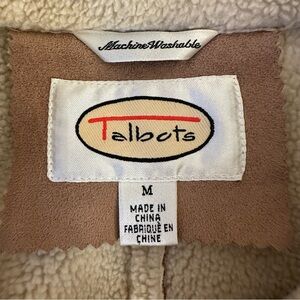 Machine Washable
Talbots
M
MADE IN
CHINA
FABRIQUÉ EN
CHINE